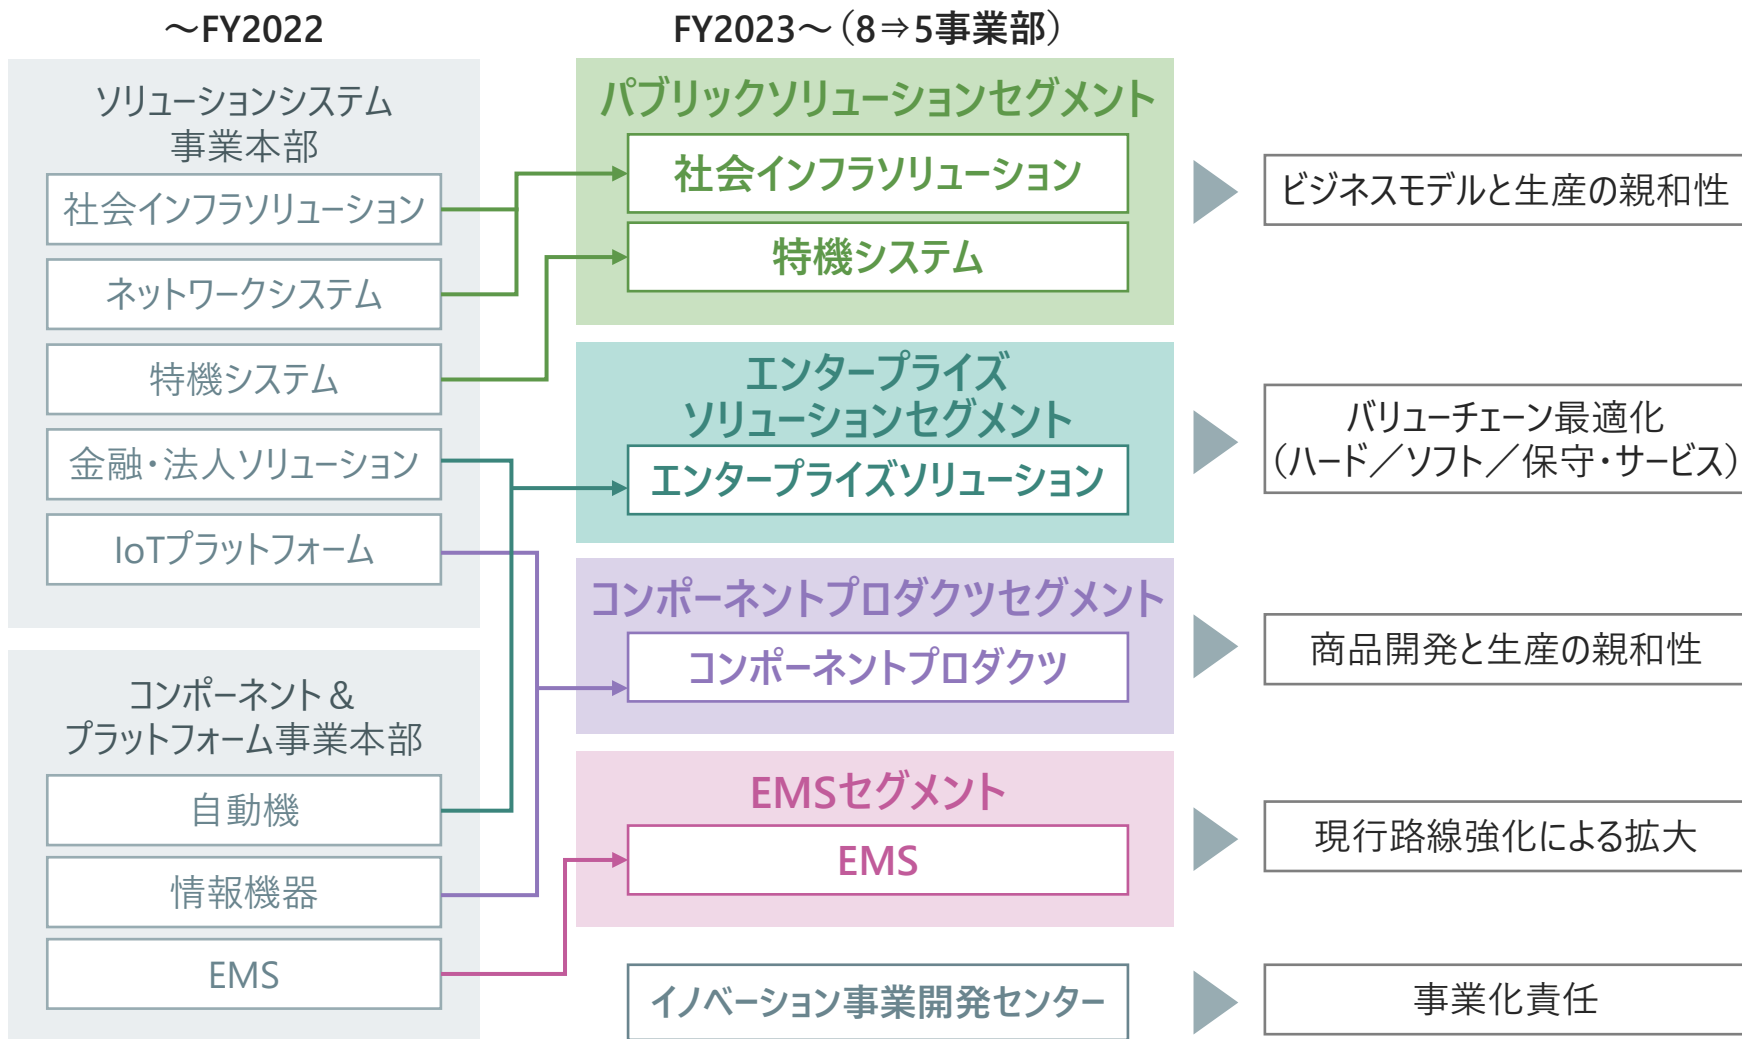 ～FY2022
ソリューションシステム
事業本部
社会インフラソリューション
ネットワークシステム
特機システム
金融・法人ソリューション
IoTプラットフォーム
コンポーネント＆
プラットフォーム事業本部
自動機
情報機器
EMS
FY2023～（8⇒5事業部）
パブリックソリューションセグメント
社会インフラソリューション
特機システム
エンタープライズ
ソリューションセグメント
エンタープライズソリューション
コンポーネントプロダクツセグメント
コンポーネントプロダクツ
EMSセグメント
EMS
イノベーション事業開発センター
ビジネスモデルと生産の親和性
バリューチェーン最適化
（ハード／ソフト／保守・サービス）
商品開発と生産の親和性
現行路線強化による拡大
事業化責任